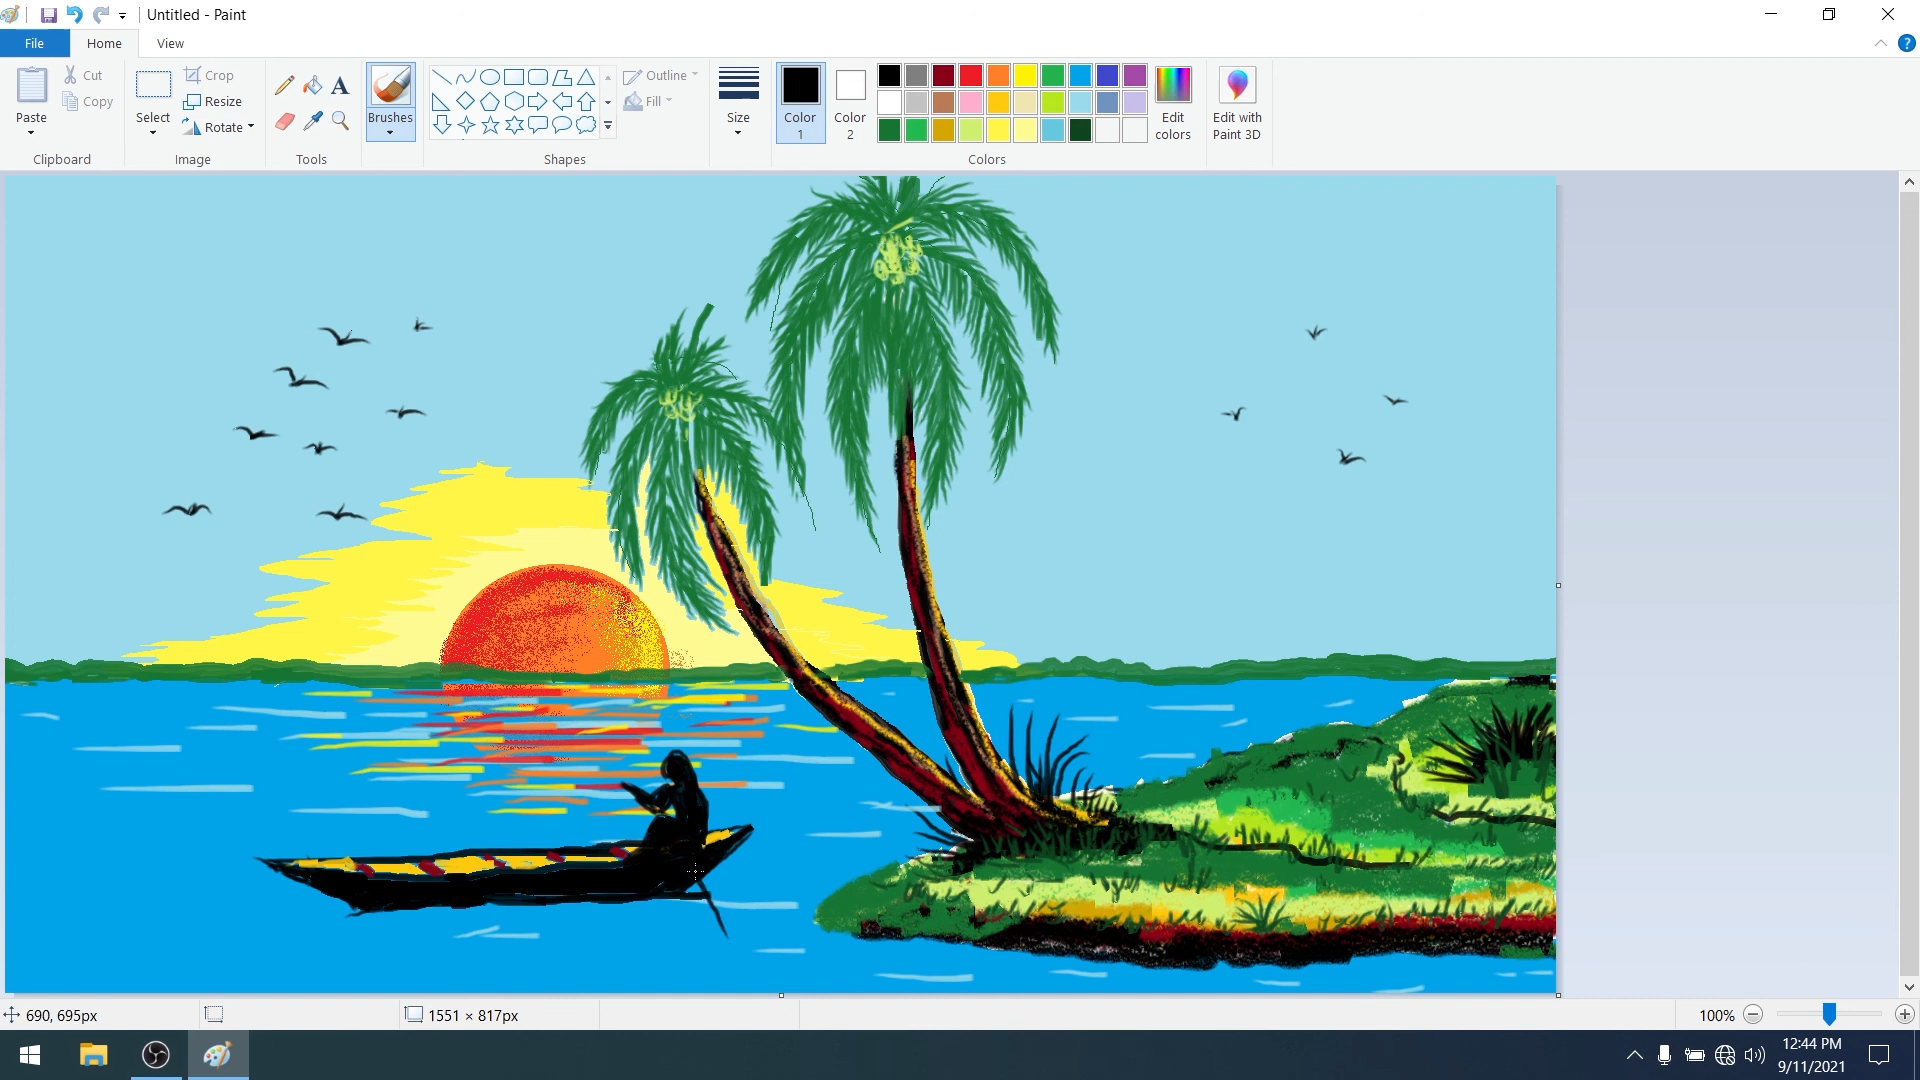 Untitled - Paint
File Home View
Paste
Cut
Copy
Clipboard
Select
Crop
Resize
Rotate
Image
A
Tools
Brushes
Outline
Fill
Shapes
Size
Color
1
Color
2
Edit
colors
Colors
Edit with
Paint 3D
?
690, 695px
1551 × 817px
100%
12:44 PM
9/11/2021